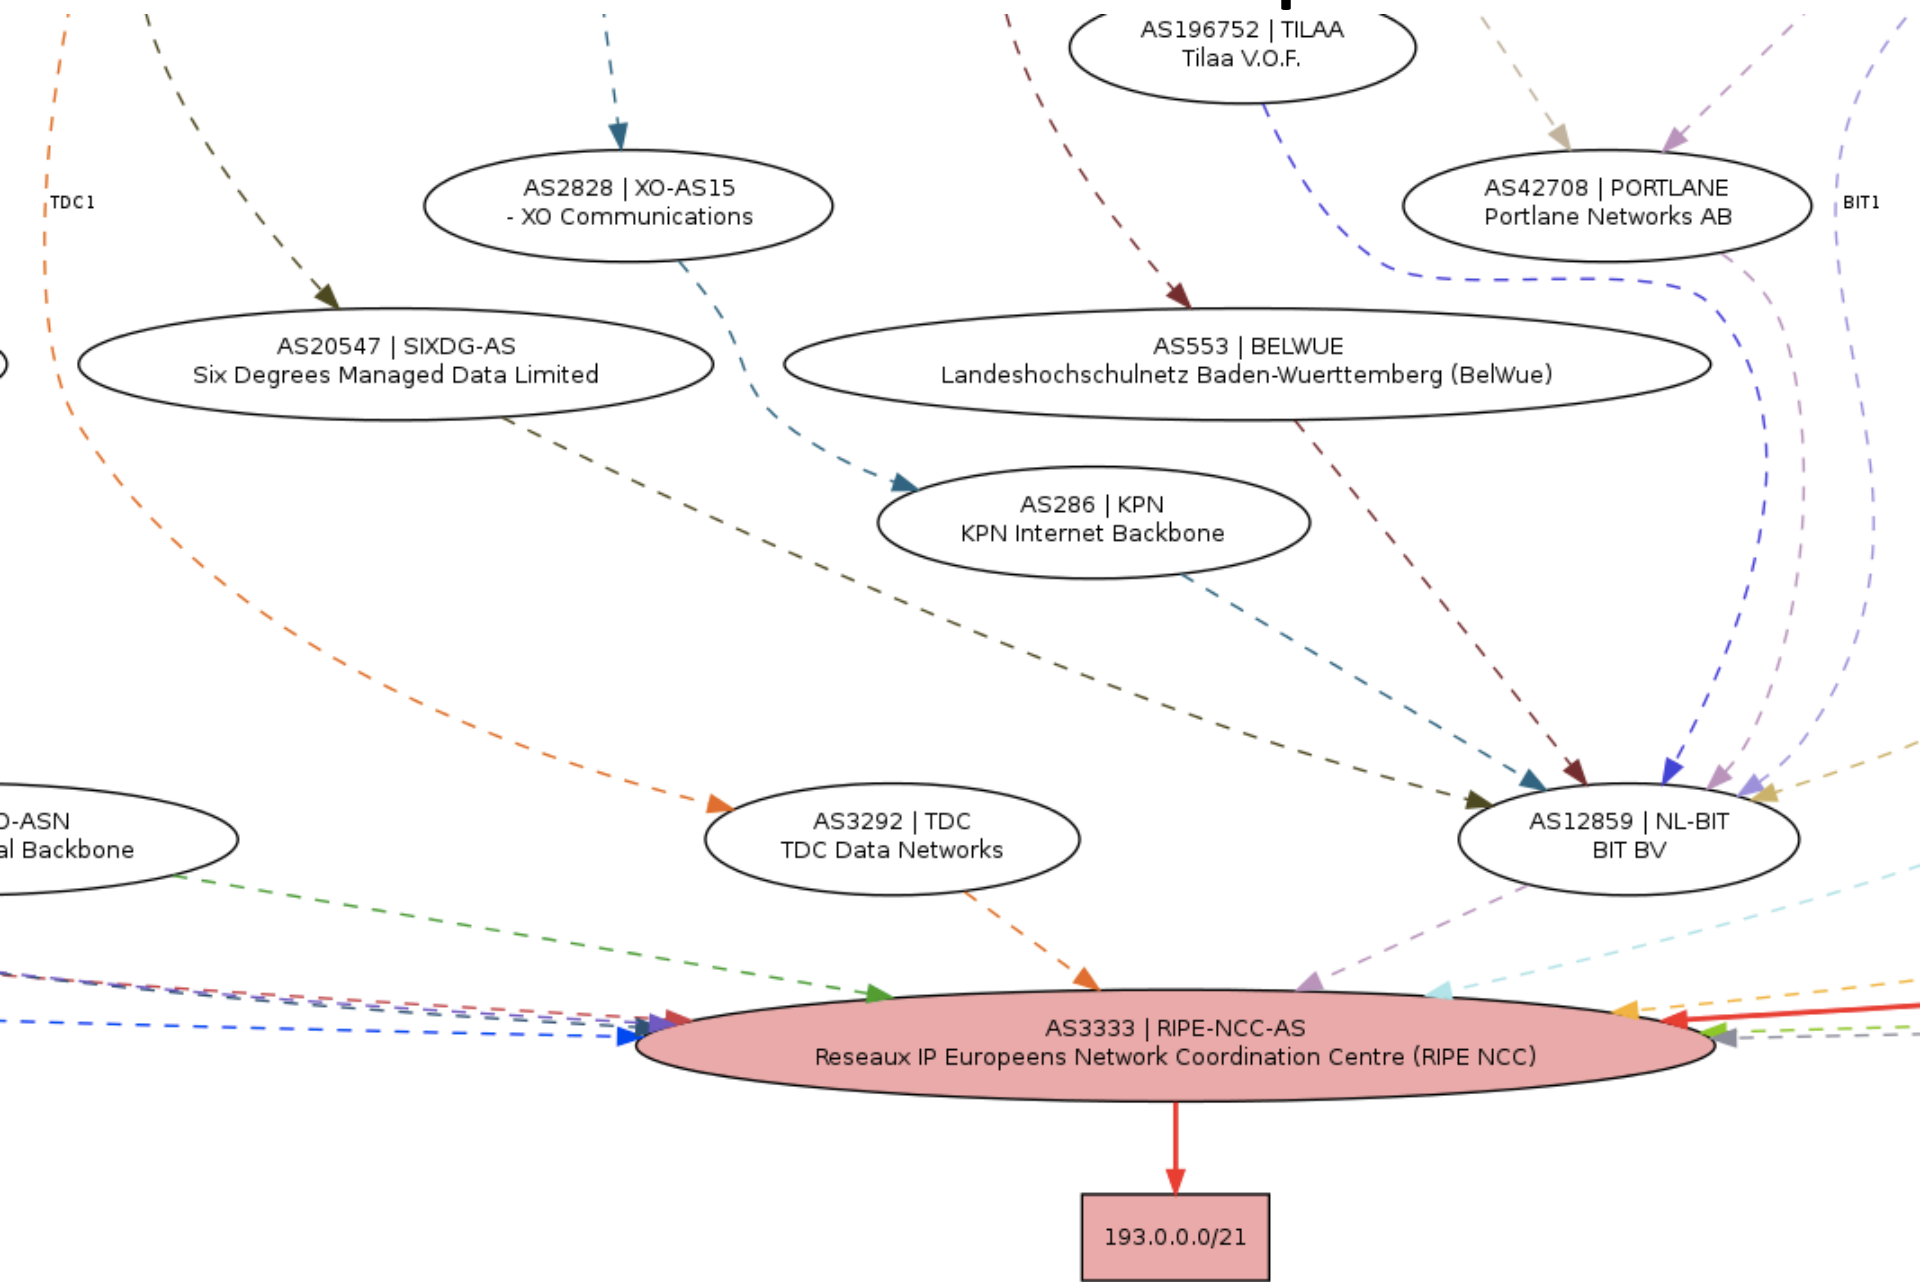 AS196752 | TILAA
Tilaa V.O.F.
TDC1
AS2828 | XO-AS15
- XO Communications
AS42708 | PORTLANE
Portlane Networks AB
BIT1
AS20547 | SIXDG-AS
Six Degrees Managed Data Limited
AS553 | BELWUE
Landeshochschulnetz Baden-Wuerttemberg (BelWue)
AS286 | KPN
KPN Internet Backbone
O-ASN
al Backbone
AS3292 | TDC
TDC Data Networks
AS12859 | NL-BIT
BIT BV
AS3333 | RIPE-NCC-AS
Reseaux IP Europeens Network Coordination Centre (RIPE NCC)
193.0.0.0/21